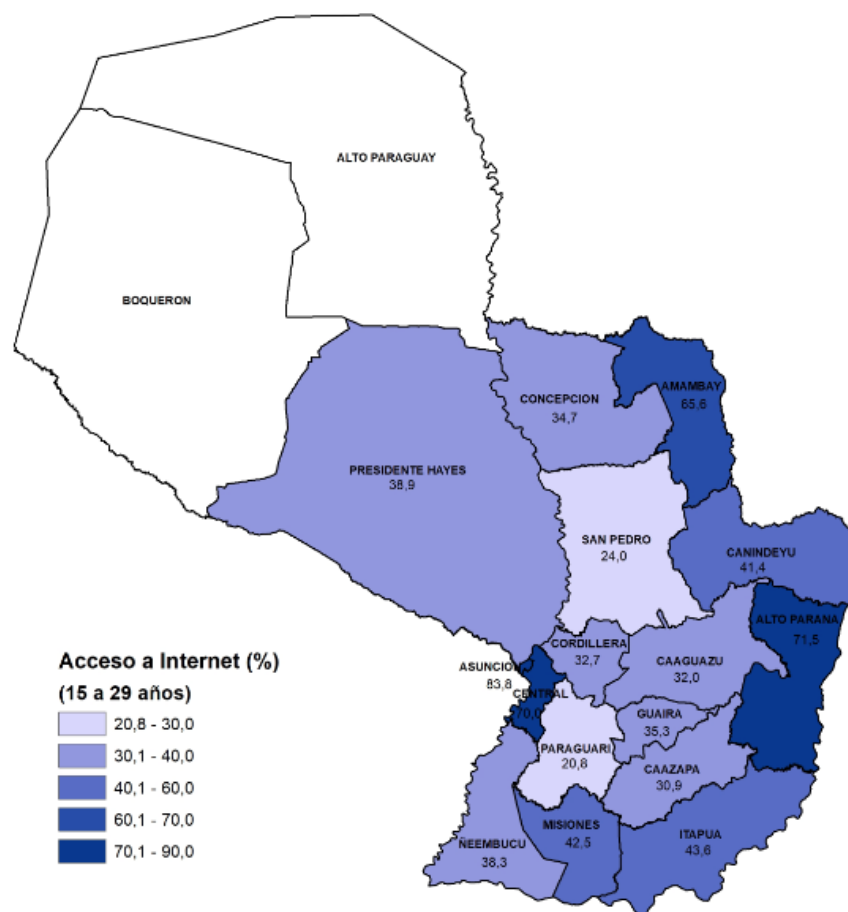 ALTO PARAGUAY
BOQUERON
AMAMBAY
65,6
CONCEPCION
34,7
PRESIDENTE HAYES
38,9
SAN PEDRO
24,0
CANINDEYU
41,4
ALTO PARANA
71,5
CORDILLERA
32,7
CAAGUAZU
32,0
ASUNCION
83,8
CENTRAL
70,0
GUAIRA
35,3
PARAGUARI
20,8
CAAZAPA
30,9
MISIONES
42,5
ITAPUA
43,6
ÑEEMBUCU
38,3
Acceso a Internet (%)
(15 a 29 años)
20,8 - 30,0
30,1 - 40,0
40,1 - 60,0
60,1 - 70,0
70,1 - 90,0